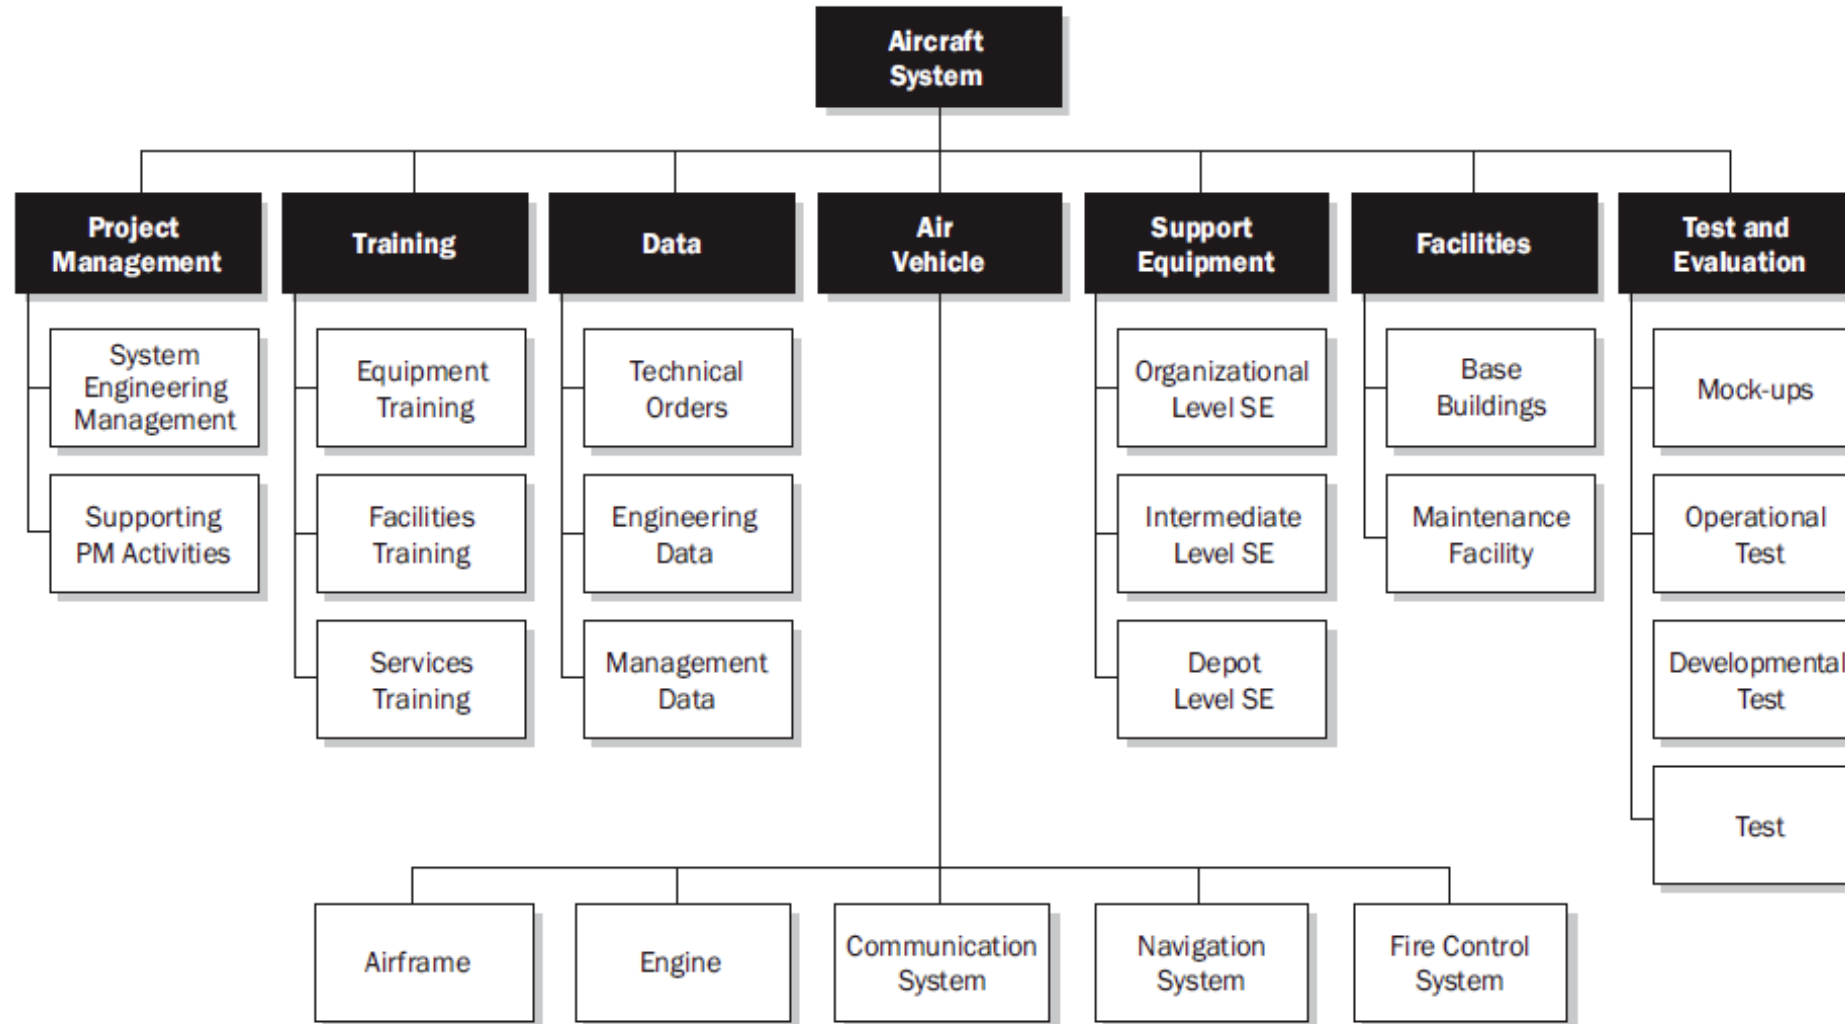 Aircraft
System
Project
Management
Training
Data
Air
Vehicle
Support
Equipment
Facilities
Test and
Evaluation
System
Engineering
Management
Supporting
PM Activities
Equipment
Training
Facilities
Training
Services
Training
Technical
Orders
Engineering
Data
Management
Data
Organizational
Level SE
Intermediate
Level SE
Depot
Level SE
Base
Buildings
Maintenance
Facility
Mock-ups
Operational
Test
Developmental
Test
Test
Airframe
Engine
Communication
System
Navigation
System
Fire Control
System